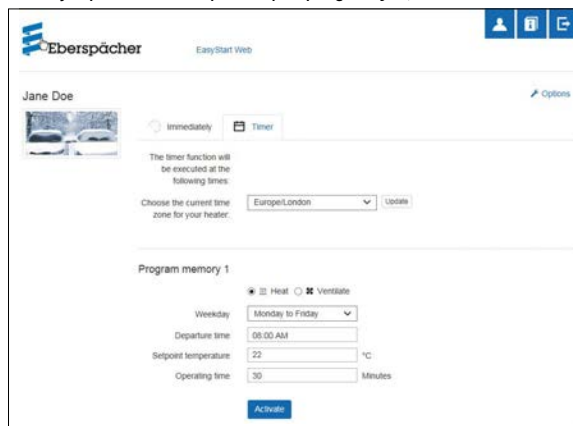 Eberspächer
EasyStart Web
Jane Doe
Options
Immediately
Timer
The timer function will
be executed at the
following times:
Choose the current time
zone for your heater:
Europe/London
Update
Program memory 1
Heat
Ventilate
Weekday
Monday to Friday
Departure time
08:00 AM
Setpoint temperature
22
°C
Operating time
30
Minutes
Activate